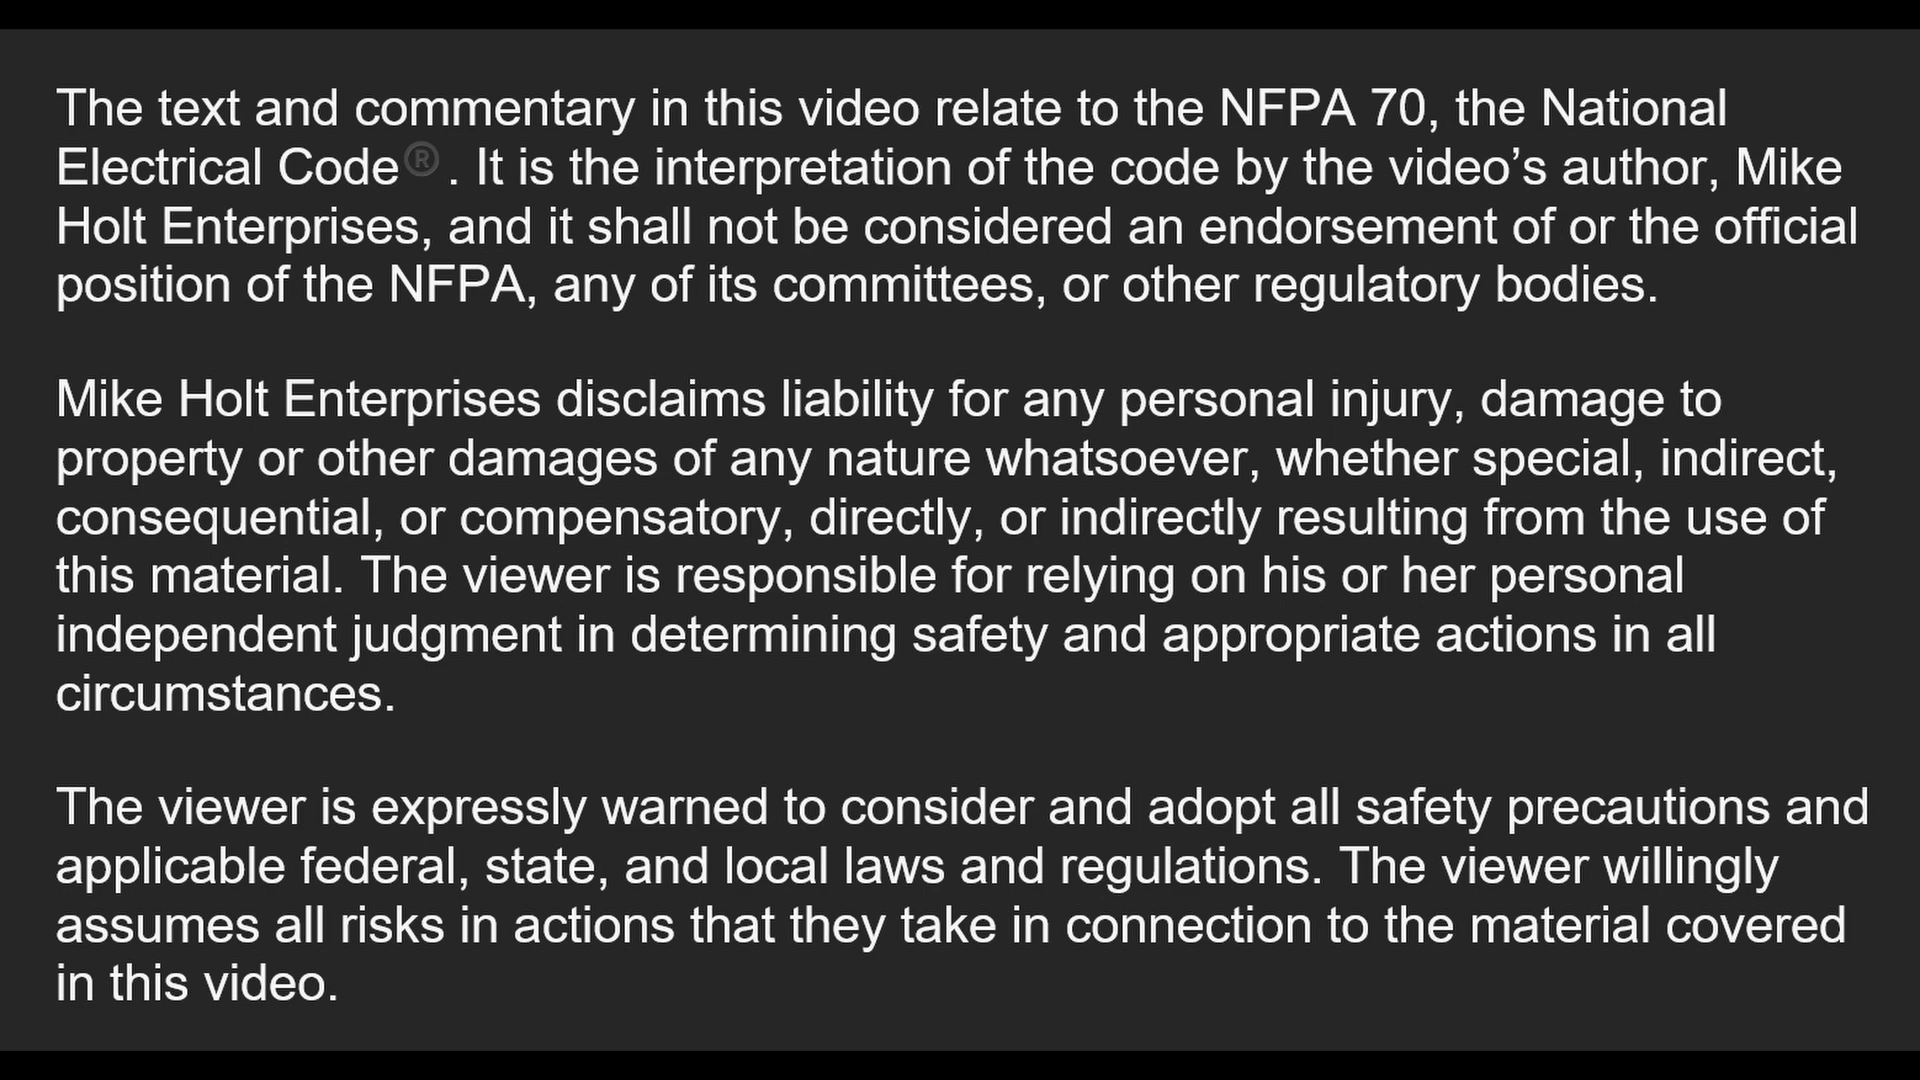 The text and commentary in this video relate to the NFPA 70, the National
Electrical Code® . It is the interpretation of the code by the video’s author, Mike
Holt Enterprises, and it shall not be considered an endorsement of or the official
position of the NFPA, any of its committees, or other regulatory bodies.
Mike Holt Enterprises disclaims liability for any personal injury, damage to
property or other damages of any nature whatsoever, whether special, indirect,
consequential, or compensatory, directly, or indirectly resulting from the use of
this material. The viewer is responsible for relying on his or her personal
independent judgment in determining safety and appropriate actions in all
circumstances.
The viewer is expressly warned to consider and adopt all safety precautions and
applicable federal, state, and local laws and regulations. The viewer willingly
assumes all risks in actions that they take in connection to the material covered
in this video.